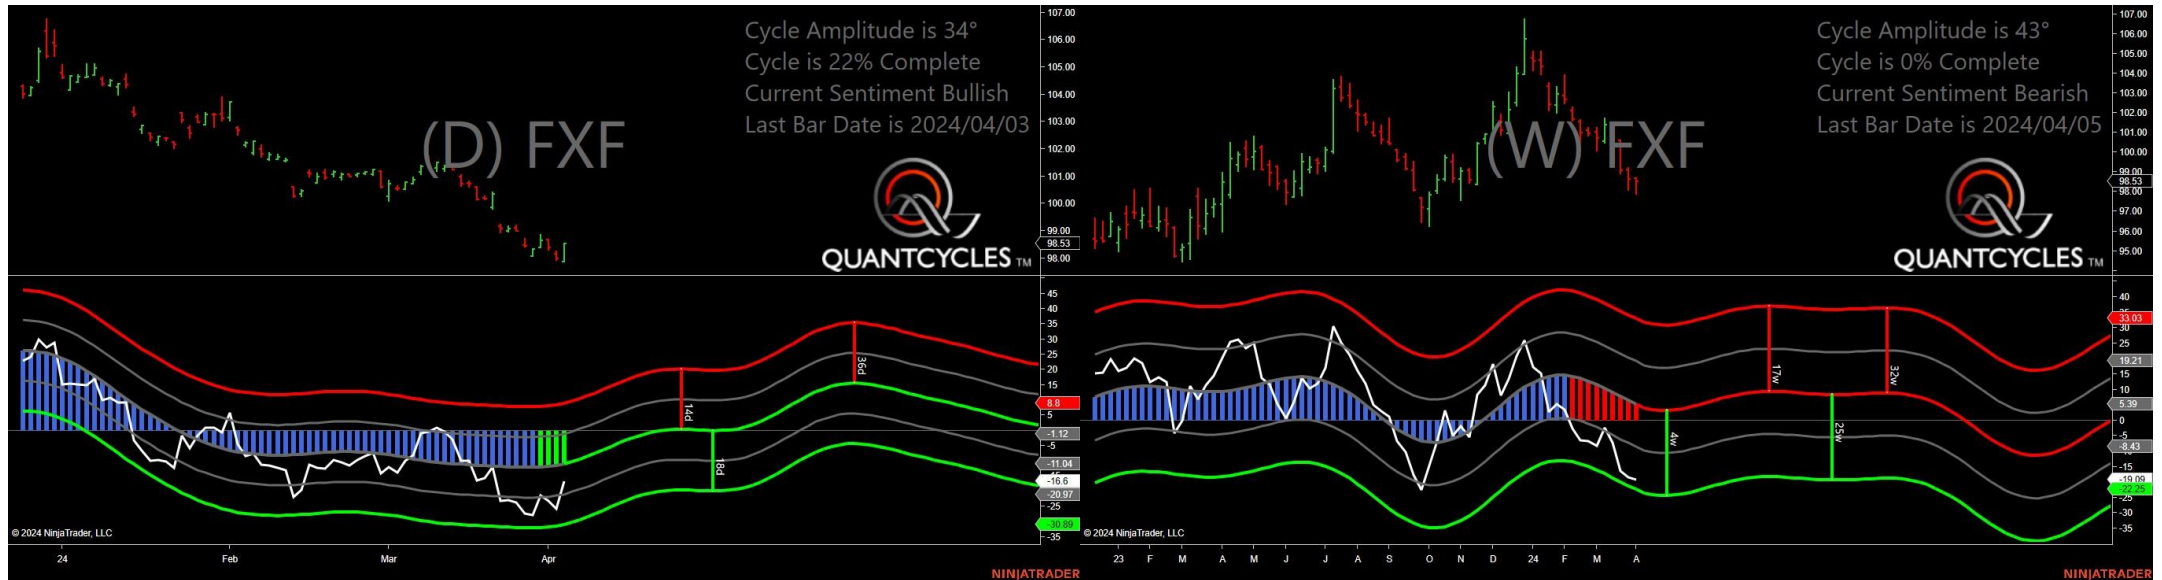 Cycle Amplitude is 34°
Cycle is 22% Complete
Current Sentiment Bullish
Last Bar Date is 2024/04/03
(D) FXF
QUANTCYCLES TM
107.00
106.00
105.00
104.00
103.00
102.00
101.00
100.00
99.00
98.53
98.00
45
40
35
30
25
20
15
8.8
5
-1.12
-5
-11.04
-16.6
-20.97
-25
-30.89
-35
14d
18d
36d
© 2024 NinjaTrader, LLC
24
Feb
Mar
Apr
NINJATRADER
Cycle Amplitude is 43°
Cycle is 0% Complete
Current Sentiment Bearish
Last Bar Date is 2024/04/05
(W) FXF
QUANTCYCLES TM
107.00
106.00
105.00
104.00
103.00
102.00
101.00
100.00
99.00
98.53
98.00
97.00
96.00
95.00
40
33.03
30
25
19.21
15
10
5.39
0
-5
-8.43
-15
-19.09
-22.25
-25
-30
-35
4w
17w
25w
32w
© 2024 NinjaTrader, LLC
23
F
M
A
M
J
J
A
S
O
N
D
24
F
M
A
NINJATRADER